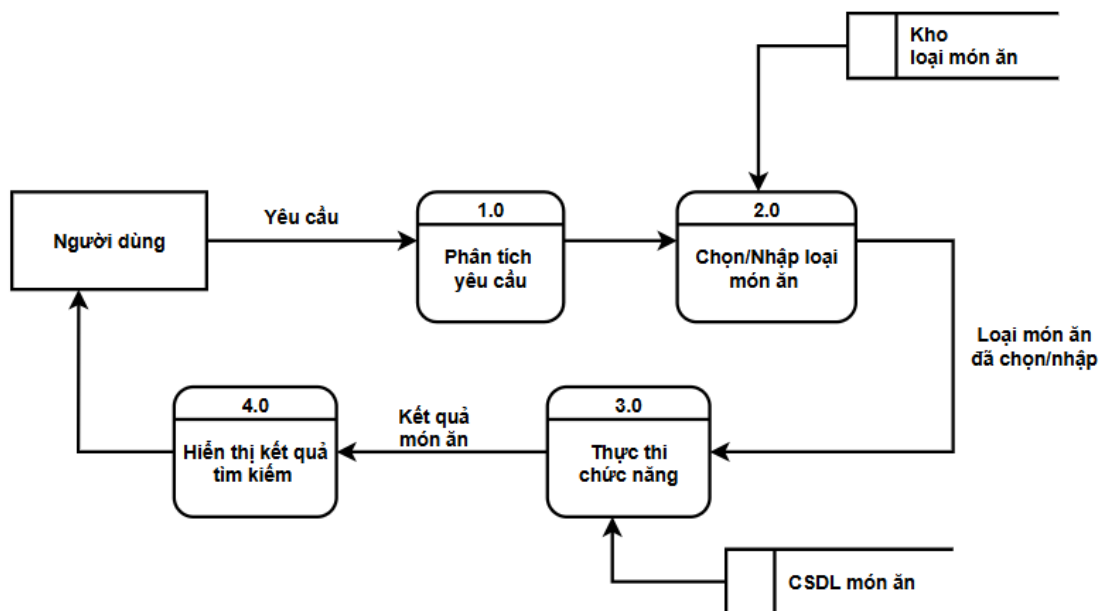 Kho
loại món ăn
Người dùng
Yêu cầu
1.0
Phân tích
yêu cầu
2.0
Chọn/Nhập loại
món ăn
Loại món ăn
đã chọn/nhập
4.0
Hiển thị kết quả
tìm kiếm
Kết quả
món ăn
3.0
Thực thi
chức năng
CSDL món ăn